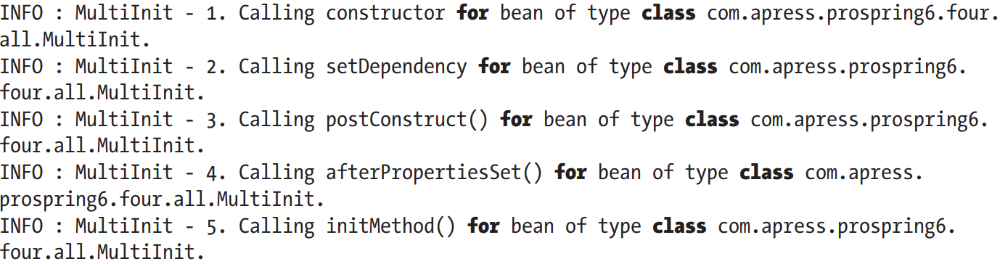 INFO : MultiInit - 1. Calling constructor for bean of type class com.apress.prospring6.four.
all.MultiInit.
INFO : MultiInit - 2. Calling setDependency for bean of type class com.apress.prospring6.
four.all.MultiInit.
INFO : MultiInit - 3. Calling postConstruct() for bean of type class com.apress.prospring6.
four.all.MultiInit.
INFO : MultiInit - 4. Calling afterPropertiesSet() for bean of type class com.apress.
prospring6.four.all.MultiInit.
INFO : MultiInit - 5. Calling initMethod() for bean of type class com.apress.prospring6.
four.all.MultiInit.